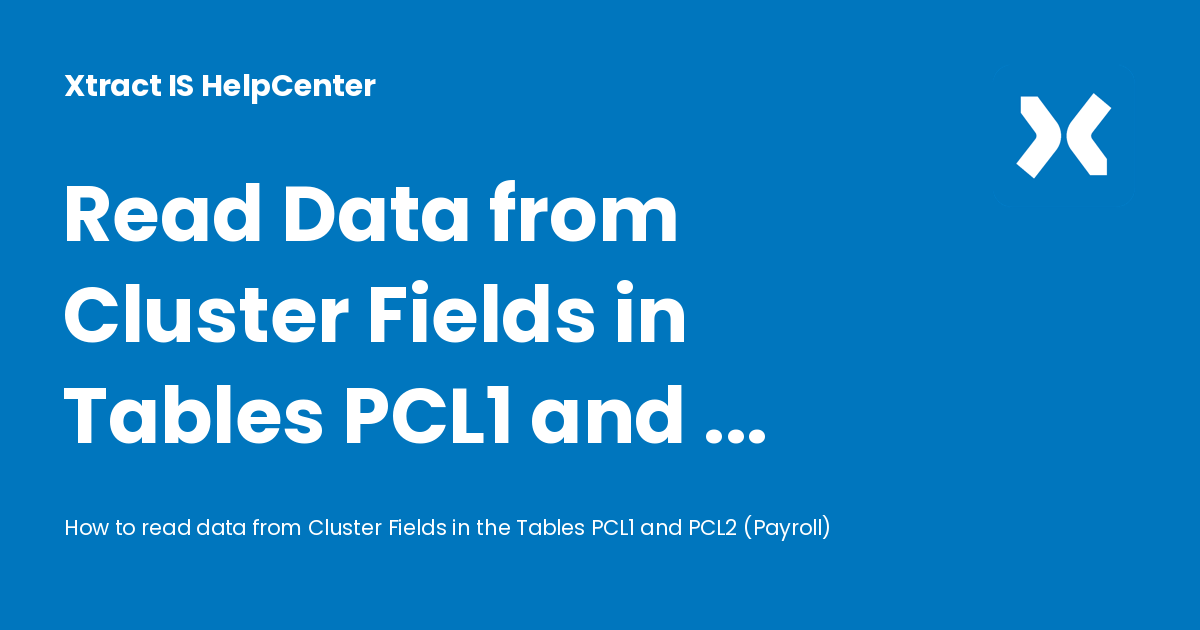 Xtract IS HelpCenter
Read Data from
Cluster Fields in
Tables PCL1 and ...
How to read data from Cluster Fields in the Tables PCL1 and PCL2 (Payroll)